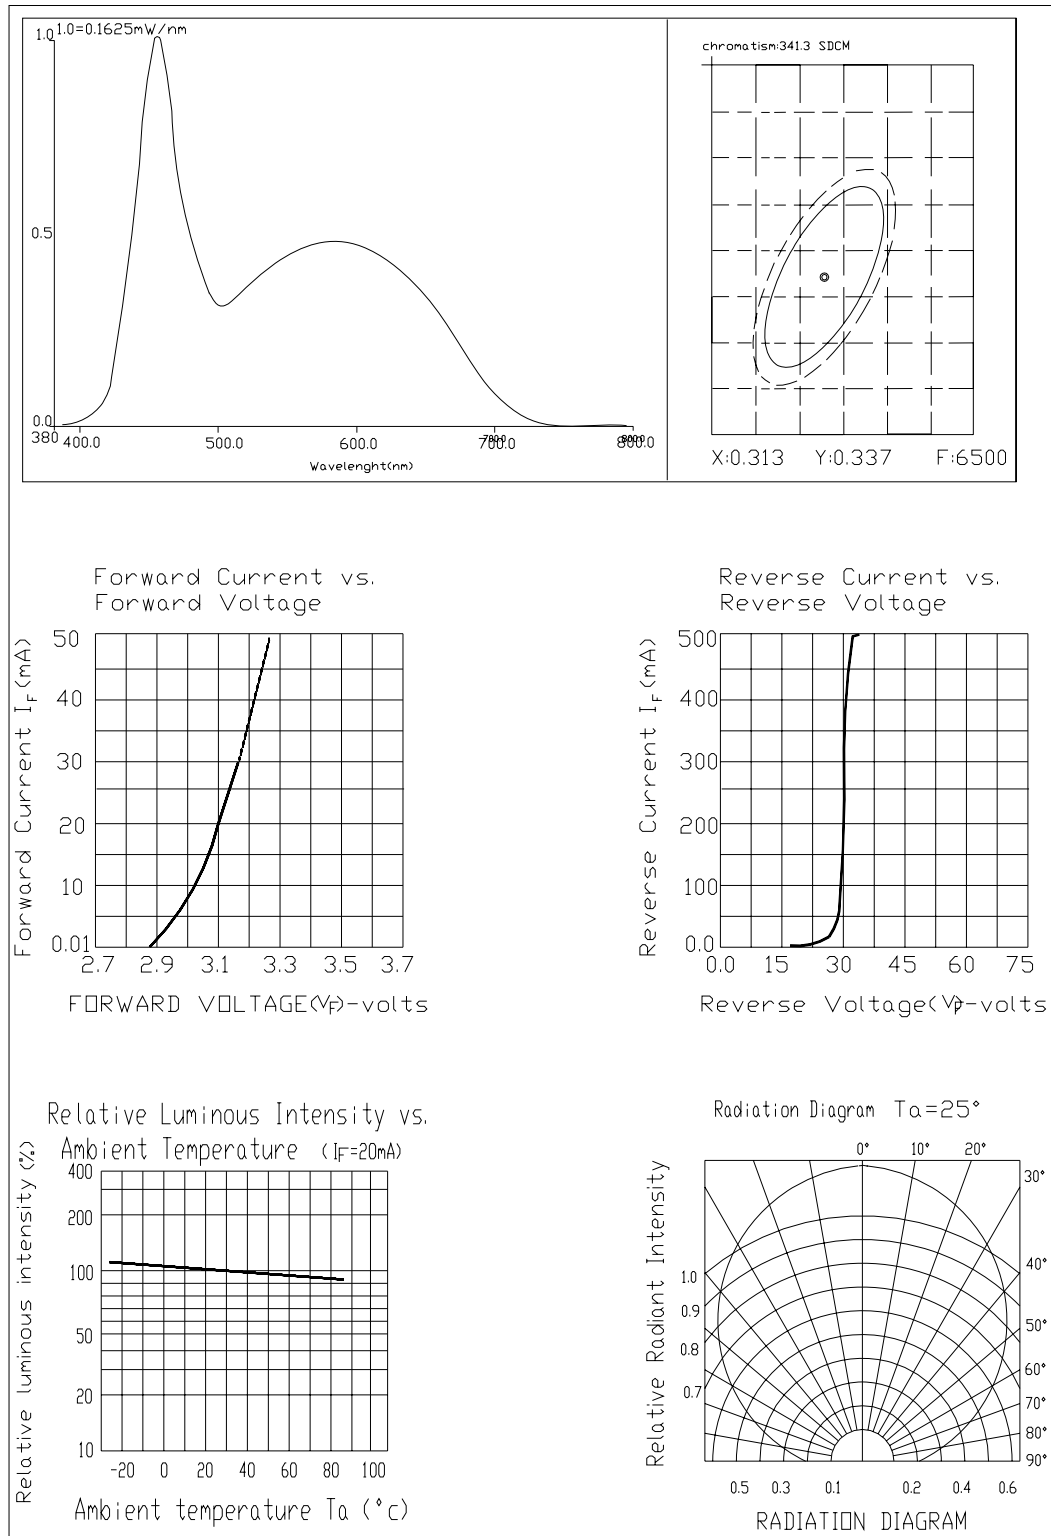 1.0=0.1625mW/nm
1.0
0.5
0.0
380 400.0 500.0 600.0 700.0 800.0
Wavelenght(nm)
chromatism:341.3 SDCM
X:0.313 Y:0.337 F:6500
Forward Current vs.
Forward Voltage
Forward Current IF(mA)
50
40
30
20
10
0.01
2.7 2.9 3.1 3.3 3.5 3.7
FORWARD VOLTAGE(VF)-volts
Reverse Current vs.
Reverse Voltage
Reverse Current IF(mA)
500
400
300
200
100
0.0
0.0 15 30 45 60 75
Reverse Voltage(VF)-volts
Relative Luminous Intensity vs.
Ambient Temperature (IF=20mA)
Relative luminous intensity(%)
400
200
100
50
20
10
-20 0 20 40 60 80 100
Ambient temperature Ta (°c)
Radiation Diagram Ta=25°
Relative Radiant Intensity
0° 10° 20°
30°
40°
50°
60°
70°
80°
90°
1.0
0.9
0.8
0.7
0.5 0.3 0.1 0.2 0.4 0.6
RADIATION DIAGRAM